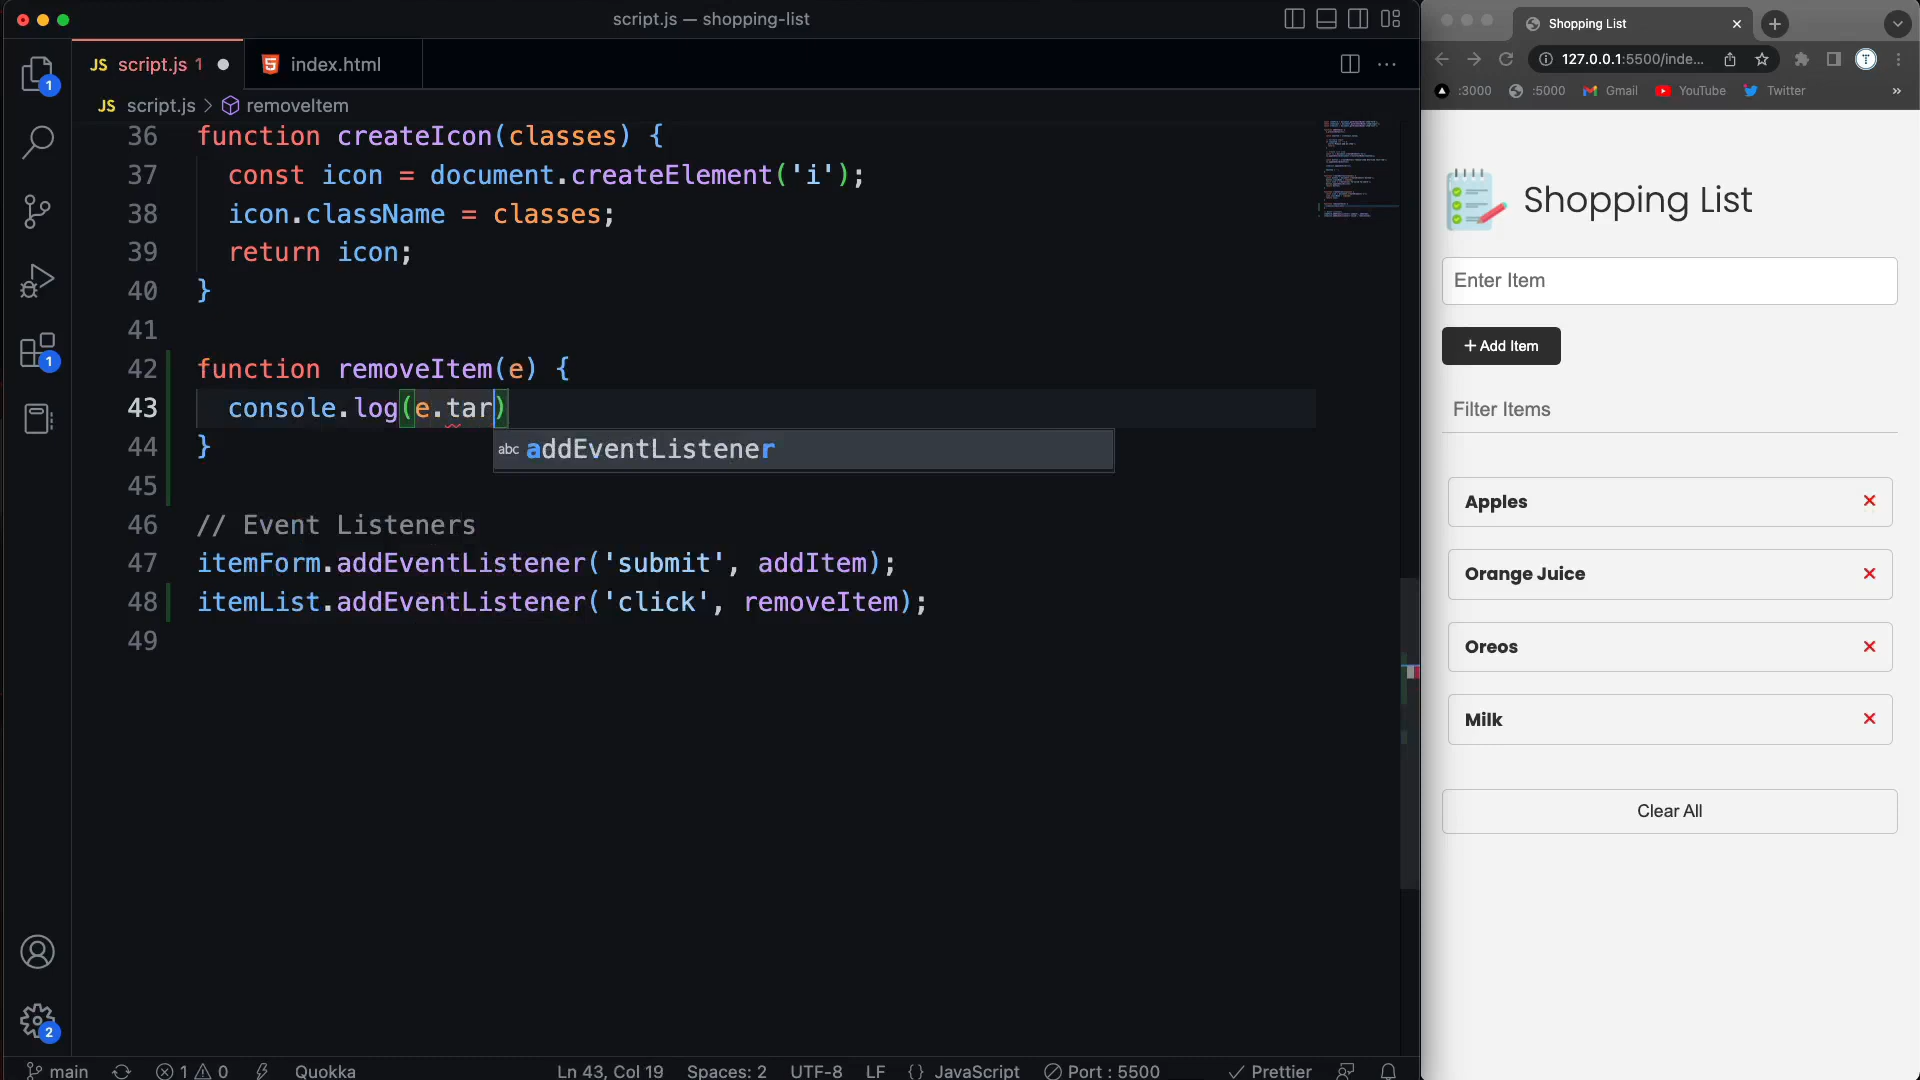 script.js — shopping-list
JS script.js 1
index.html
JS script.js > removeItem
36 function createIcon(classes) {
37 const icon = document.createElement('i');
38 icon.className = classes;
39 return icon;
40 }
41
42 function removeItem(e) {
43 console.log(e.tar)
abc addEventListener
44 }
45
46 // Event Listeners
47 itemForm.addEventListener('submit', addItem);
48 itemList.addEventListener('click', removeItem);
49
1
1
2
main
1
0
Quokka
Ln 43, Col 19
Spaces: 2
UTF-8
LF
{} JavaScript
Port : 5500
Prettier
Shopping List
127.0.0.1:5500/inde...
T
:3000
:5000
Gmail
YouTube
Twitter
»
Shopping List
Enter Item
+ Add Item
Filter Items
Apples
Orange Juice
Oreos
Milk
Clear All